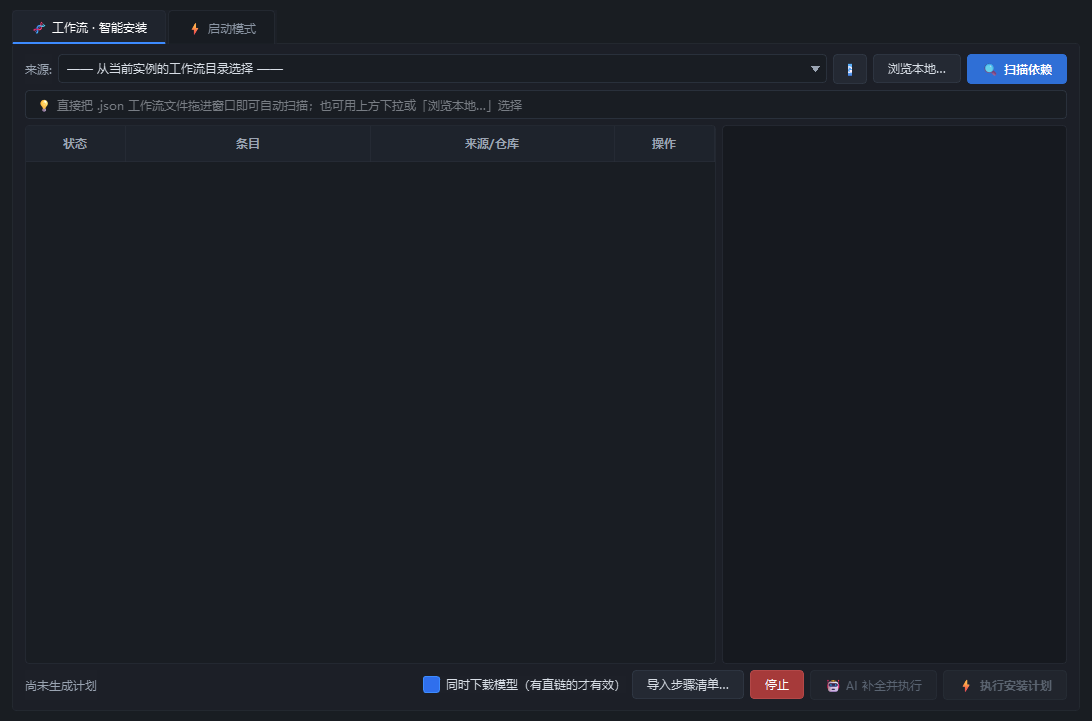 工作流 · 智能安装 启动模式
来源: —— 从当前实例的工作流目录选择 —— 浏览本地... 扫描依赖
直接把 .json 工作流文件拖进窗口即可自动扫描；也可用上方下拉或「浏览本地...」选择
状态 条目 来源/仓库 操作
尚未生成计划 同时下载模型（有直链的才有效） 导入步骤清单... 停止 AI 补全并执行 执行安装计划